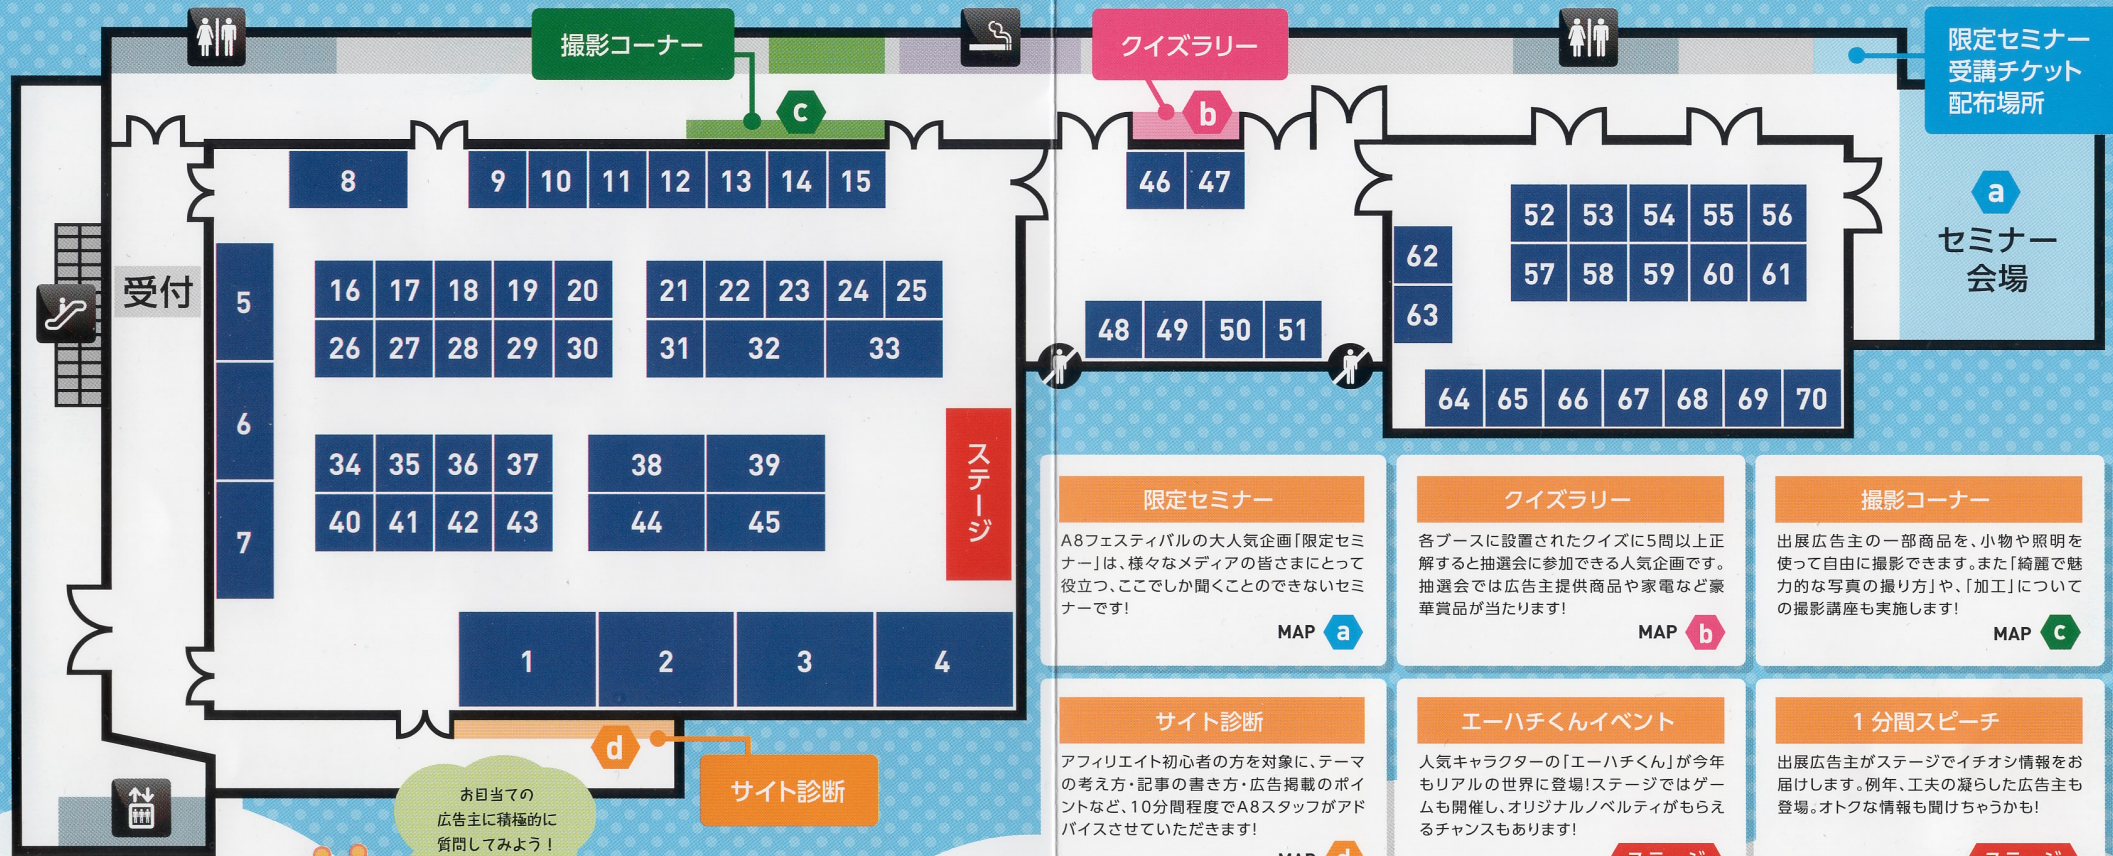 撮影コーナー
クイズラリー
限定セミナー
受講チケット
配布場所
c
b
8
9 10 11 12 13 14 15
46 47
a
セミナー
会場
52 53 54 55 56
57 58 59 60 61
62
63
受付
5
6
7
16 17 18 19 20
26 27 28 29 30
21 22 23 24 25
31 32 33
48 49 50 51
64 65 66 67 68 69 70
34 35 36 37
40 41 42 43
38 39
44 45
ステージ
1 2 3 4
d
サイト診断
お目当ての
広告主に積極的に
質問してみよう!
限定セミナー
A8フェスティバルの大人気企画「限定セミ
ナー」は、様々なメディアの皆さまにとって
役立つ、ここでしか聞くことのできないセミ
ナーです!
MAP a
クイズラリー
各ブースに設置されたクイズに5問以上正
解すると抽選会に参加できる人気企画です。
抽選会では広告主提供商品や家電など豪
華賞品が当たります!
MAP b
撮影コーナー
出展広告主の一部商品を、小物や照明を
使って自由に撮影できます。また「綺麗で魅
力的な写真の撮り方」や、「加工」について
の撮影講座も実施します!
MAP c
サイト診断
アフィリエイト初心者の方を対象に、テーマ
の考え方・記事の書き方・広告掲載のポイ
ントなど、10分間程度でA8スタッフがアド
バイスさせていただきます!
MAP d
エーハチくんイベント
人気キャラクターの「エーハチくん」が今年
もリアルの世界に登場!ステージではゲー
ムも開催し、オリジナルノベルティがもらえ
るチャンスもあります!
ステージ
1分間スピーチ
出展広告主がステージでイチオシ情報をお
届けします。例年、工夫の凝らした広告主も
登場。オトクな情報も聞けちゃうかも!
ステージ